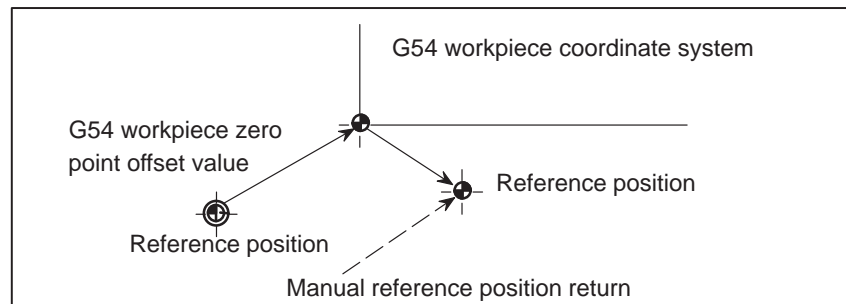 G54 workpiece coordinate system
G54 workpiece zero
point offset value
Reference position
Reference position
Manual reference position return